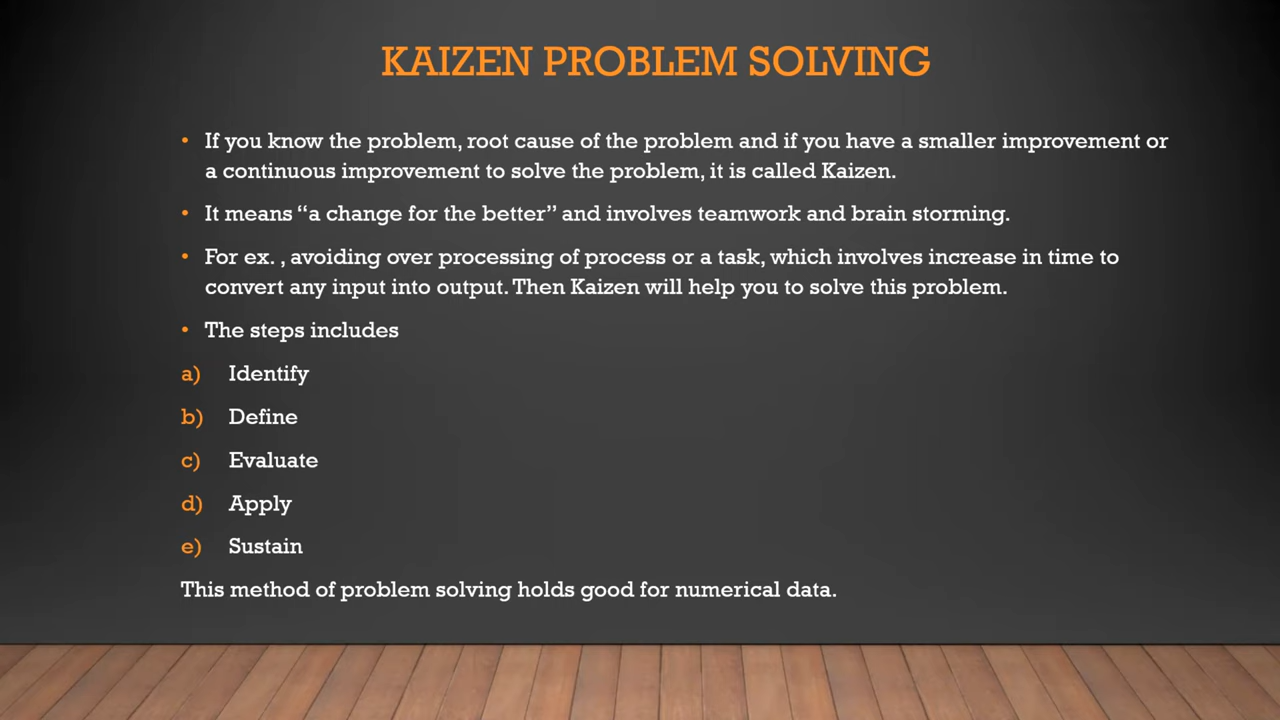 KAIZEN PROBLEM SOLVING
• If you know the problem, root cause of the problem and if you have a smaller improvement or
a continuous improvement to solve the problem, it is called Kaizen.
• It means “a change for the better” and involves teamwork and brain storming.
• For ex. , avoiding over processing of process or a task, which involves increase in time to
convert any input into output. Then Kaizen will help you to solve this problem.
• The steps includes
a) Identify
b) Define
c) Evaluate
d) Apply
e) Sustain
This method of problem solving holds good for numerical data.